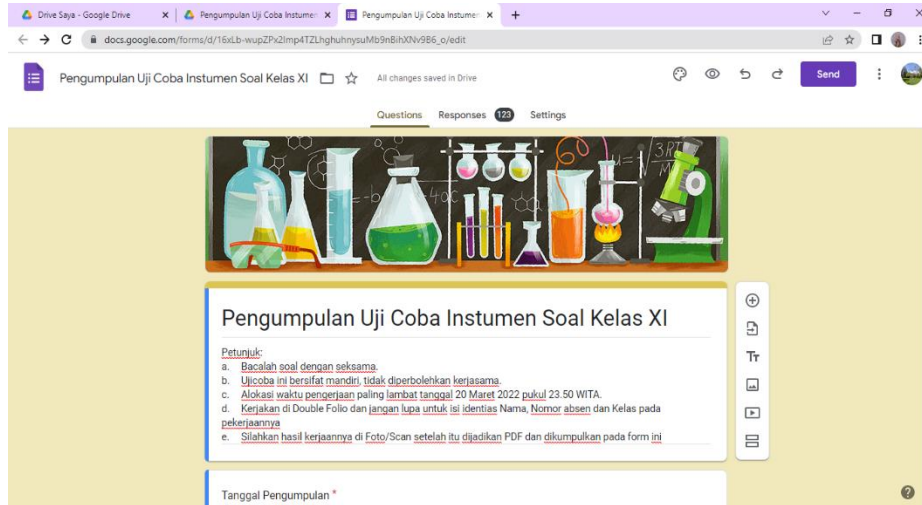 Drive Saya - Google Drive
Pengumpulan Uji Coba Instumen
Pengumpulan Uji Coba Instumen
docs.google.com/forms/d/16xLb-wupZPx2Imp4TZLhghuhnysuMb9nBihXNv9B6_o/edit
Pengumpulan Uji Coba Instumen Soal Kelas XI
All changes saved in Drive
Send
Questions Responses 123 Settings
3RT
M
u=
-b
4ac
Pengumpulan Uji Coba Instumen Soal Kelas XI
Petunjuk:
a. Bacalah soal dengan seksama.
b. Ujicoba ini bersifat mandiri, tidak diperbolehkan kerjasama.
c. Alokasi waktu pengerjaan paling lambat tanggal 20 Maret 2022 pukul 23.50 WITA.
d. Kerjakan di Double Folio dan jangan lupa untuk isi identias Nama, Nomor absen dan Kelas pada
pekerjaannya
e. Silahkan hasil kerjaannya di Foto/Scan setelah itu dijadikan PDF dan dikumpulkan pada form ini
Tanggal Pengumpulan *